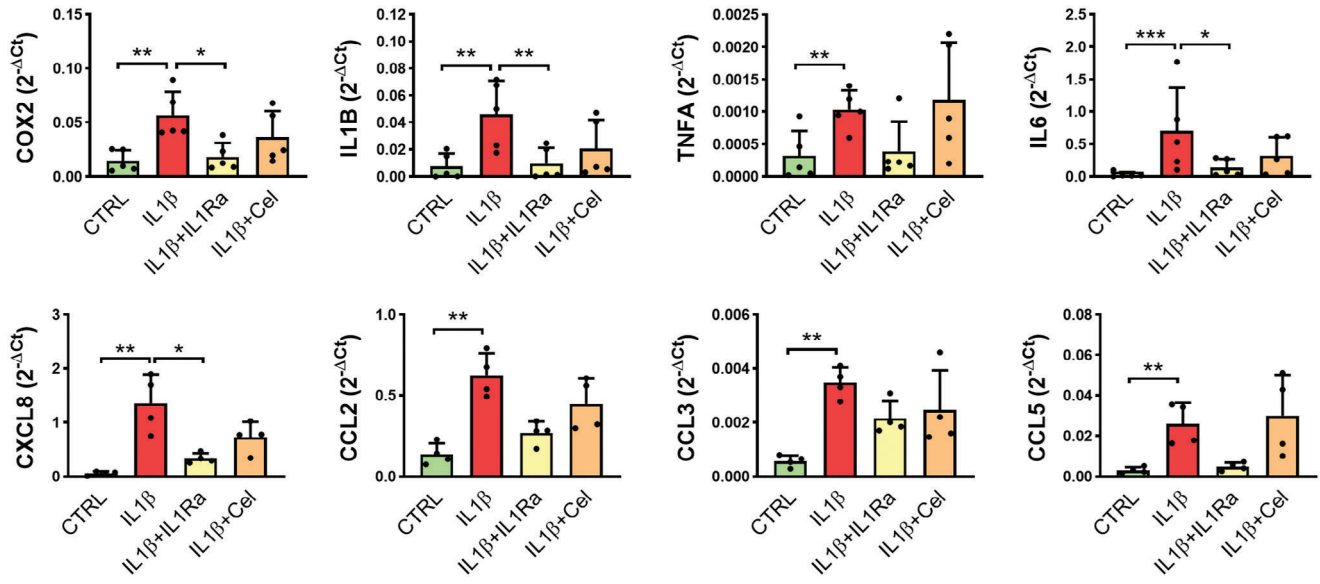 COX2 (2-ΔCt)
0.15
0.10
0.05
0.00
** *
CTRL
IL1β
IL1β+IL1Ra
IL1β+Cel
IL1B (2-ΔCt)
0.12
0.10
0.08
0.06
0.04
0.02
0.00
** **
CTRL
IL1β
IL1β+IL1Ra
IL1β+Cel
TNFA (2-ΔCt)
0.0025
0.0020
0.0015
0.0010
0.0005
0.0000
**
CTRL
IL1β
IL1β+IL1Ra
IL1β+Cel
IL6 (2-ΔCt)
2.5
2.0
1.5
1.0
0.5
0.0
*** *
CTRL
IL1β
IL1β+IL1Ra
IL1β+Cel
CXCL8 (2-ΔCt)
3
2
1
0
** *
CTRL
IL1β
IL1β+IL1Ra
IL1β+Cel
CCL2 (2-ΔCt)
1.0
0.5
0.0
**
CTRL
IL1β
IL1β+IL1Ra
IL1β+Cel
CCL3 (2-ΔCt)
0.006
0.004
0.002
0.000
**
CTRL
IL1β
IL1β+IL1Ra
IL1β+Cel
CCL5 (2-ΔCt)
0.08
0.06
0.04
0.02
0.00
**
CTRL
IL1β
IL1β+IL1Ra
IL1β+Cel